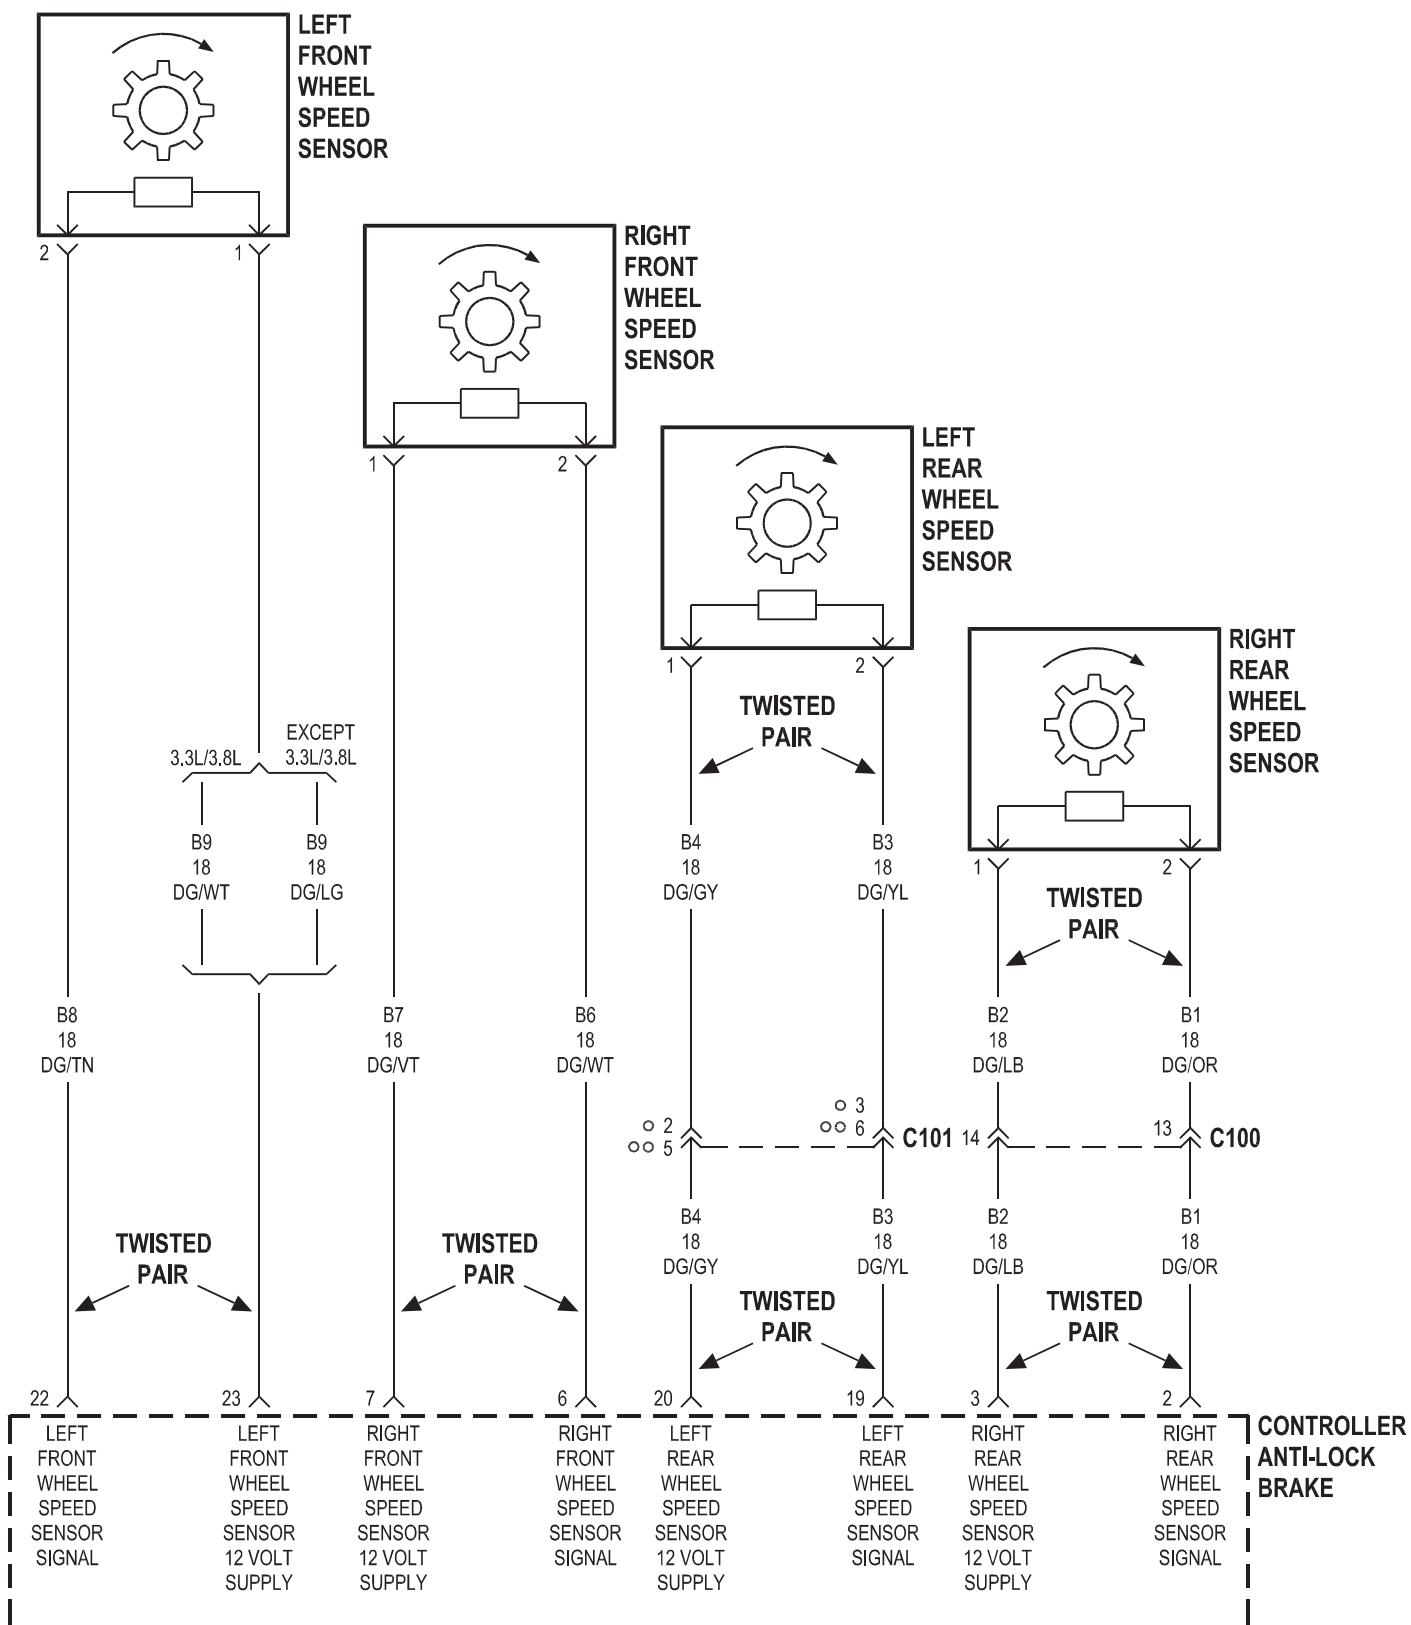 LEFT
FRONT
WHEEL
SPEED
SENSOR
2
1
RIGHT
FRONT
WHEEL
SPEED
SENSOR
1
2
LEFT
REAR
WHEEL
SPEED
SENSOR
1
2
RIGHT
REAR
WHEEL
SPEED
SENSOR
1
2
TWISTED
PAIR
TWISTED
PAIR
3.3L/3.8L
EXCEPT
3.3L/3.8L
B9
18
DG/WT
B9
18
DG/LG
B4
18
DG/GY
B3
18
DG/YL
B8
18
DG/TN
B7
18
DG/VT
B6
18
DG/WT
B2
18
DG/LB
B1
18
DG/OR
2
5
3
6
C101
14
13
C100
B4
18
DG/GY
B3
18
DG/YL
B2
18
DG/LB
B1
18
DG/OR
TWISTED
PAIR
TWISTED
PAIR
TWISTED
PAIR
TWISTED
PAIR
22
23
7
6
20
19
3
2
LEFT
FRONT
WHEEL
SPEED
SENSOR
SIGNAL
LEFT
FRONT
WHEEL
SPEED
SENSOR
12 VOLT
SUPPLY
RIGHT
FRONT
WHEEL
SPEED
SENSOR
12 VOLT
SUPPLY
RIGHT
FRONT
WHEEL
SPEED
SENSOR
SIGNAL
LEFT
REAR
WHEEL
SPEED
SENSOR
12 VOLT
SUPPLY
LEFT
REAR
WHEEL
SPEED
SENSOR
SIGNAL
RIGHT
REAR
WHEEL
SPEED
SENSOR
12 VOLT
SUPPLY
RIGHT
REAR
WHEEL
SPEED
SENSOR
SIGNAL
CONTROLLER
ANTI-LOCK
BRAKE